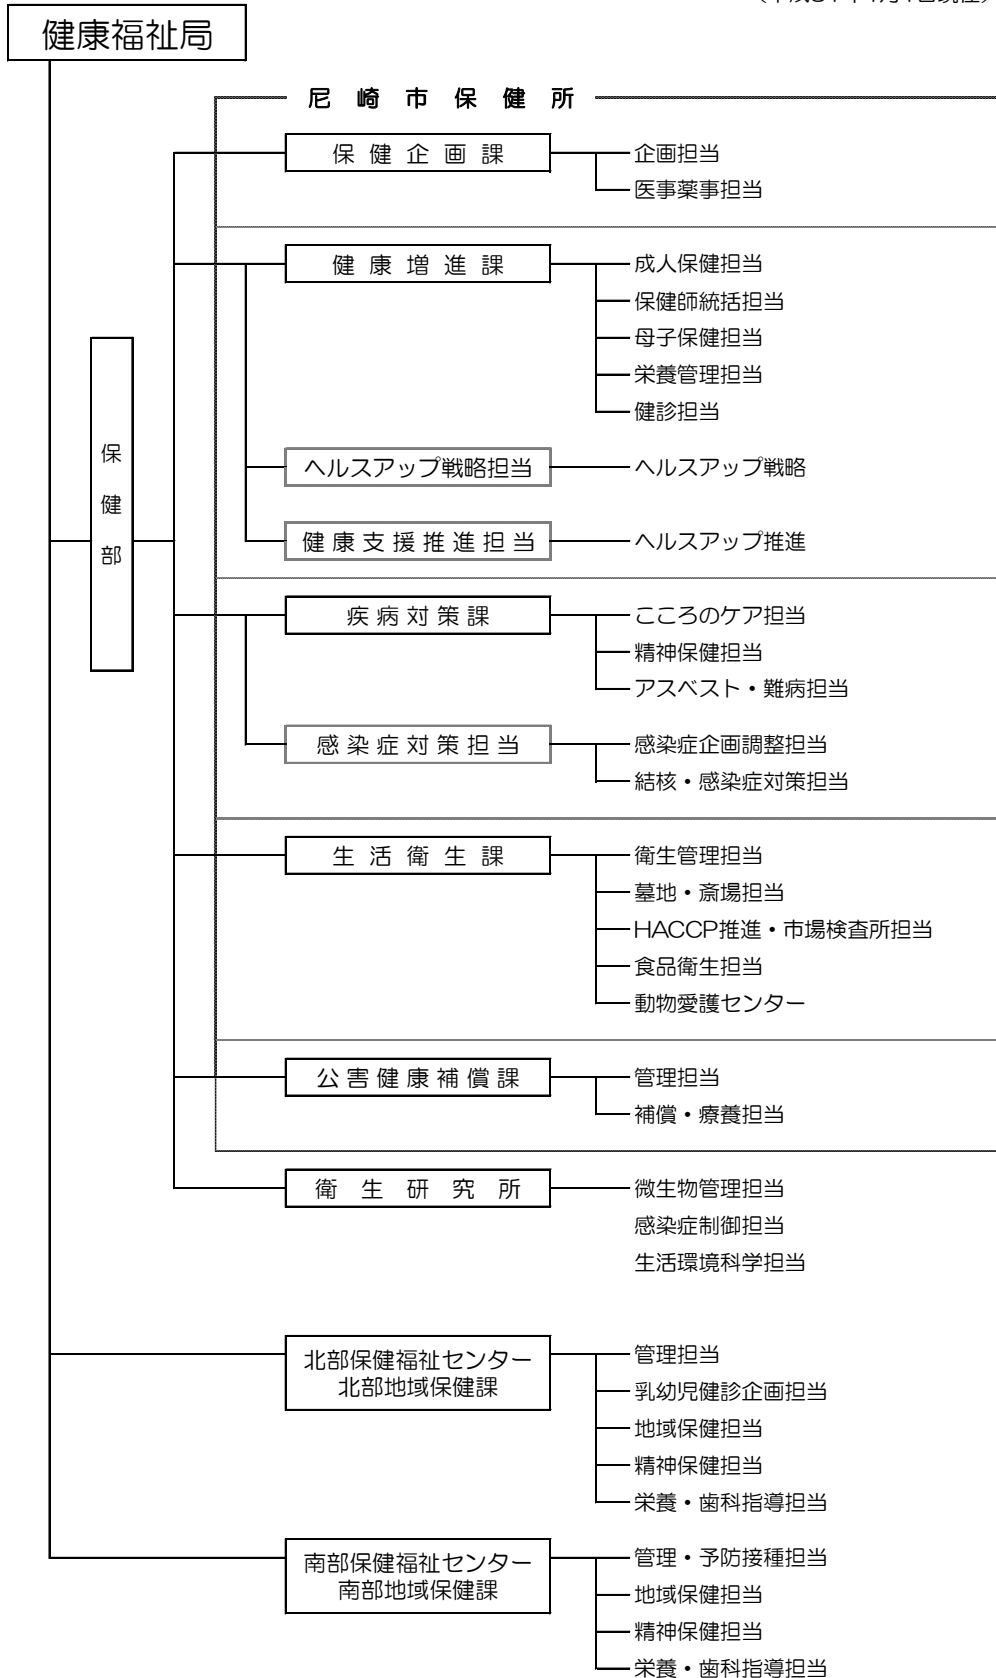 健康福祉局
尼崎市保健所
保健企画課
企画担当
医事薬事担当
健康増進課
成人保健担当
保健師統括担当
母子保健担当
栄養管理担当
健診担当
保健部
ヘルスアップ戦略担当
ヘルスアップ戦略
健康支援推進担当
ヘルスアップ推進
疾病対策課
こころのケア担当
精神保健担当
アスベスト・難病担当
感染症対策担当
感染症企画調整担当
結核・感染症対策担当
生活衛生課
衛生管理担当
墓地・斎場担当
HACCP推進・市場検査所担当
食品衛生担当
動物愛護センター
公害健康補償課
管理担当
補償・療養担当
衛生研究所
微生物管理担当
感染症制御担当
生活環境科学担当
北部保健福祉センター
北部地域保健課
管理担当
乳幼児健診企画担当
地域保健担当
精神保健担当
栄養・歯科指導担当
南部保健福祉センター
南部地域保健課
管理・予防接種担当
地域保健担当
精神保健担当
栄養・歯科指導担当